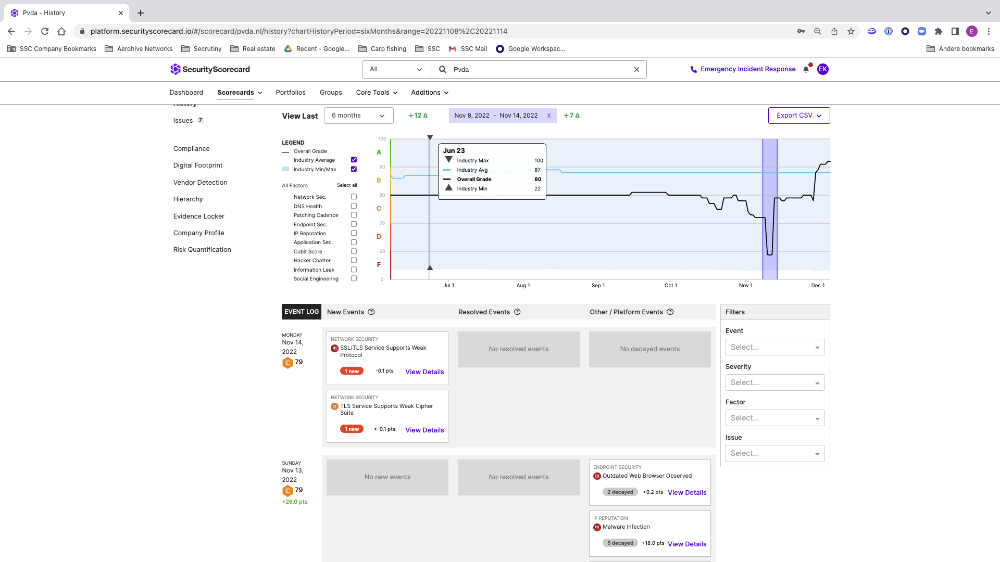 Pvda - History
platform.securityscorecard.io/#/scorecard/pvda.nl/history?chartHistoryPeriod=sixMonths&range=20221108%2C20221114
E
SSC Company Bookmarks
Aerohive Networks
Secrutiny
Real estate
Recent - Google...
Carp fishing
SSC
SSC Mail
Google Workspac...
Andere bookmarks
SecurityScorecard
All
Pvda
Emergency Incident Response
EK
Dashboard
Scorecards
Portfolios
Groups
Core Tools
Additions
History
Issues 7
Compliance
Digital Footprint
Vendor Detection
Hierarchy
Evidence Locker
Company Profile
Risk Quantification
View Last
6 months
+12 Δ
Nov 8, 2022 - Nov 14, 2022 X
+7 Δ
Export CSV
LEGEND
Overall Grade
Industry Average
Industry Min/Max
All Factors Select all
Network Sec.
DNS Health
Patching Cadence
Endpoint Sec.
IP Reputation
Application Sec.
Cubit Score
Hacker Chatter
Information Leak
Social Engineering
100
A
90
B
80
C
70
D
60
F
0
Jun 23
Industry Max 100
Industry Avg 87
Overall Grade 80
Industry Min 22
Jul 1
Aug 1
Sep 1
Oct 1
Nov 1
Dec 1
EVENT LOG
New Events ?
Resolved Events ?
Other / Platform Events ?
MONDAY
Nov 14,
2022
C 79
NETWORK SECURITY
SSL/TLS Service Supports Weak
Protocol
1 new -0.1 pts View Details
NETWORK SECURITY
TLS Service Supports Weak Cipher
Suite
1 new <-0.1 pts View Details
No resolved events
No decayed events
SUNDAY
Nov 13,
2022
C 79
+26.0 pts
No new events
No resolved events
ENDPOINT SECURITY
Outdated Web Browser Observed
2 decayed +0.2 pts View Details
IP REPUTATION
Malware Infection
5 decayed +18.0 pts View Details
Filters
Event
Select...
Severity
Select...
Factor
Select...
Issue
Select...